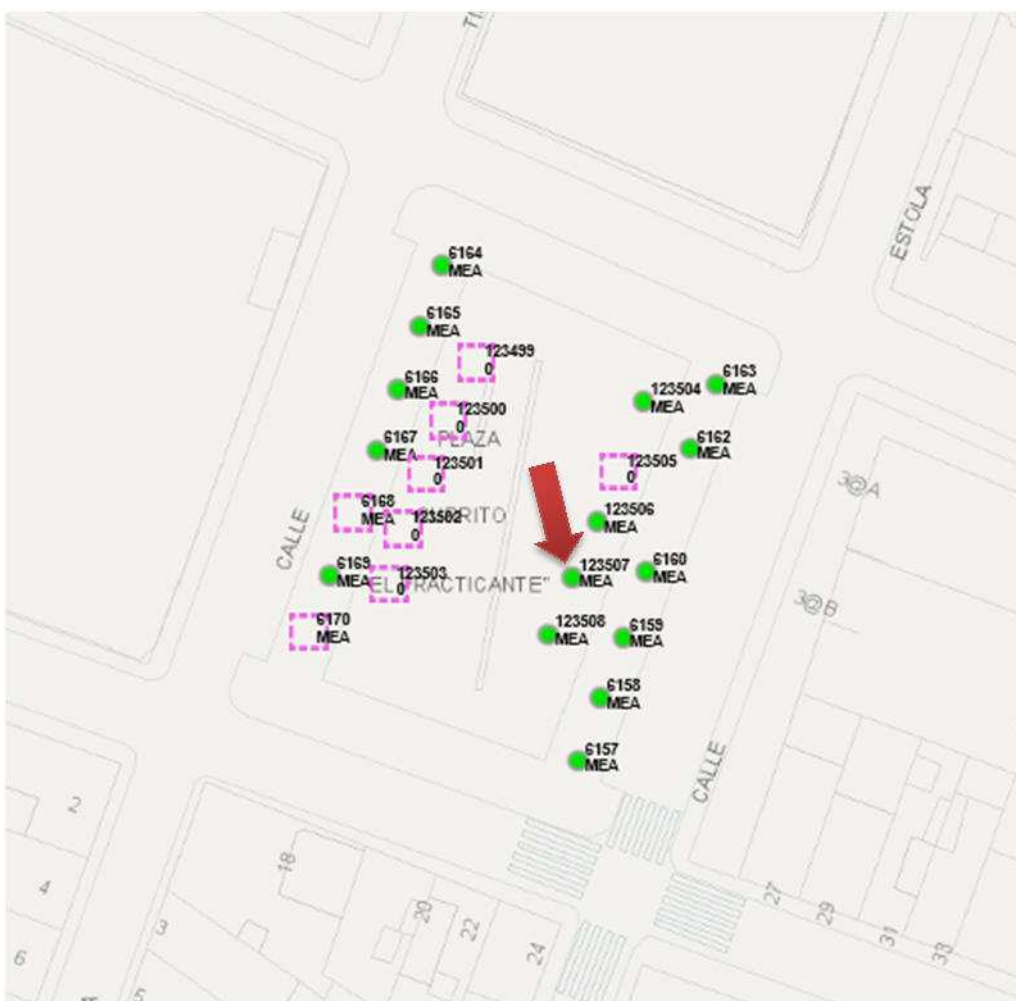 ESTOLA
6164
MEA
6165
MEA
123499
0
6166
MEA
6163
MEA
123504
MEA
123500
0
PLAZA
6167
MEA
6162
MEA
123501
0
123505
0
3@A
6168
MEA
123502
0
123506
MEA
CALLE
6169
MEA
123503
0
EL PRACTICANTE"
123507
MEA
6160
MEA
3@B
6170
MEA
123508
MEA
6159
MEA
6158
MEA
6157
MEA
CALLE
2
4
6
18
3
20
22
24
27
29
31
33